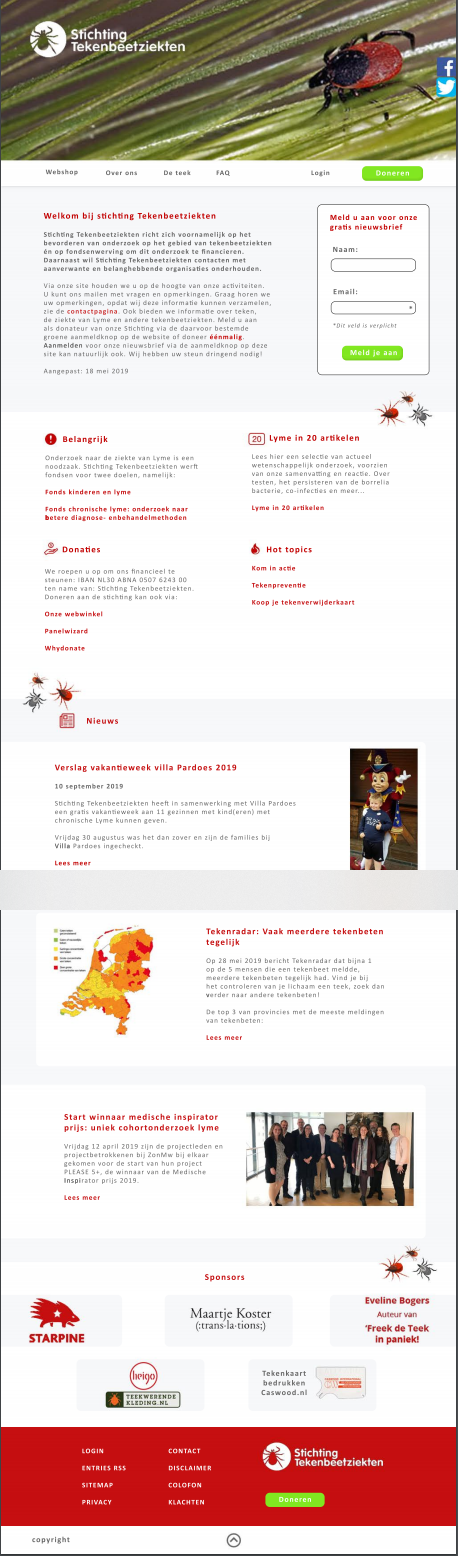 Stichting
Tekenbeetziekten
Webshop
Over ons
De teek
FAQ
Login
Doneren
Welkom bij stichting Tekenbeetziekten
Stichting Tekenbeetziekten richt zich voornamelijk op het
bevorderen van onderzoek op het gebied van tekenbeetziekten
én op fondsenwerving om dit onderzoek te financieren.
Daarnaast wil Stichting Tekenbeetziekten contacten met
aanverwante en belanghebbende organisaties onderhouden.
Via onze site houden we u op de hoogte van onze activiteiten.
U kunt ons mailen met vragen en opmerkingen. Graag horen we
uw opmerkingen, opdat wij deze informatie kunnen verzamelen,
zie de contactpagina. Ook bieden we informatie over teken,
de ziekte van Lyme en andere tekenbeetziekten. Meld u aan
als donateur van onze Stichting via de daarvoor bestemde
groene aanmeldknop op de website of doneer éénmalig.
Aanmelden voor onze nieuwsbrief via de aanmeldknop op deze
site kan natuurlijk ook. Wij hebben uw steun dringend nodig!
Aangepast: 18 mei 2019
Meld u aan voor onze
gratis nieuwsbrief
Naam:
Email:
*
*Dit veld is verplicht
Meld je aan
Belangrijk
Onderzoek naar de ziekte van Lyme is een
noodzaak. Stichting Tekenbeetziekten werft
fondsen voor twee doelen, namelijk:
Fonds kinderen en lyme
Fonds chronische lyme: onderzoek naar
betere diagnose- enbehandelmethoden
20
Lyme in 20 artikelen
Lees hier een selectie van actueel
wetenschappelijk onderzoek, voorzien
van onze samenvatting en reactie. Over
testen, het persisteren van de borrelia
bacterie, co-infecties en meer...
Lyme in 20 artikelen
Donaties
We roepen u op om ons financieel te
steunen: IBAN NL30 ABNA 0507 6243 00
ten name van: Stichting Tekenbeetziekten.
Doneren aan de stichting kan ook via:
Onze webwinkel
Panelwizard
Whydonate
Hot topics
Kom in actie
Tekenpreventie
Koop je tekenverwijderkaart
Nieuws
Verslag vakantieweek villa Pardoes 2019
10 september 2019
Stichting Tekenbeetziekten heeft in samenwerking met Villa Pardoes
een gratis vakantieweek aan 11 gezinnen met kind(eren) met
chronische Lyme kunnen geven.
Vrijdag 30 augustus was het dan zover en zijn de families bij
Villa Pardoes ingecheckt.
Lees meer
Tekenradar: Vaak meerdere tekenbeten
tegelijk
Op 28 mei 2019 bericht Tekenradar dat bijna 1
op de 5 mensen die een tekenbeet meldde,
meerdere tekenbeten tegelijk had. Vind je bij
het controleren van je lichaam een teek, zoek dan
verder naar andere tekenbeten!
De top 3 van provincies met de meeste meldingen
van tekenbeten:
Lees meer
Start winnaar medische inspirator
prijs: uniek cohortonderzoek lyme
Vrijdag 12 april 2019 zijn de projectleden en
projectbetrokkenen bij ZonMw bij elkaar
gekomen voor de start van hun project
PLEASE 5+, de winnaar van de Medische
Inspirator prijs 2019.
Lees meer
Sponsors
STARPINE
Maartje Koster
(:trans·la·tions;)
Eveline Bogers
Auteur van
'Freek de Teek
in paniek!
heigo
TEEKWERENDE
KLEDING.NL
Tekenkaart
bedrukken
Caswood.nl
LOGIN
ENTRIES RSS
SITEMAP
PRIVACY
CONTACT
DISCLAIMER
COLOFON
KLACHTEN
Stichting
Tekenbeetziekten
Doneren
copyright